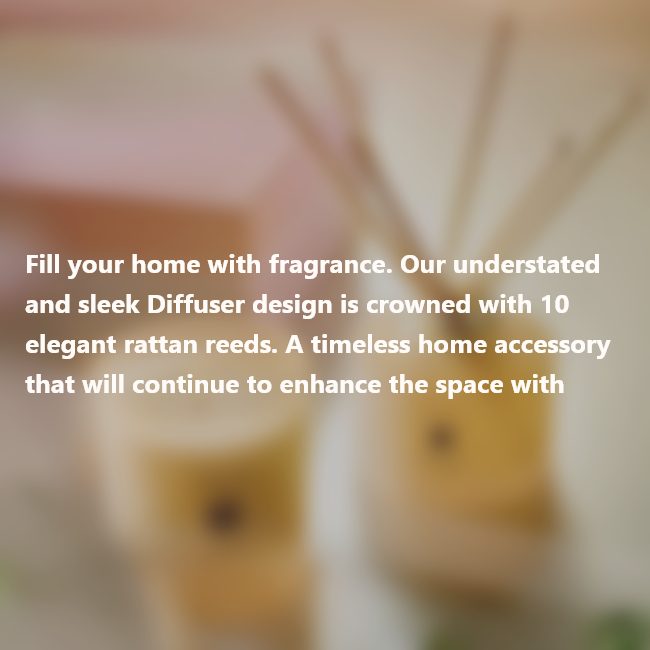 Fill your home with fragrance. Our understated
and sleek Diffuser design is crowned with 10
elegant rattan reeds. A timeless home accessory
that will continue to enhance the space with